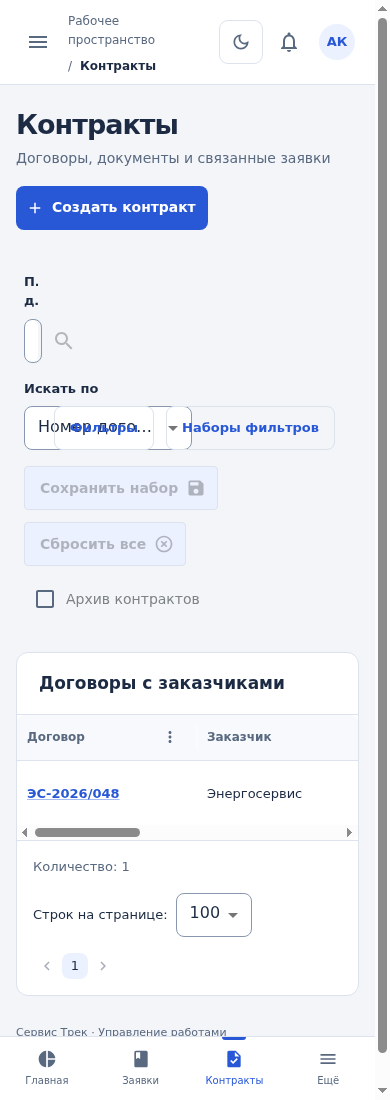 Рабочее
пространство
/ Контракты
АК
Контракты
Договоры, документы и связанные заявки
+ Создать контракт
П.
д.
Искать по
Номер дого...
Фильтры
Наборы фильтров
Сохранить набор
Сбросить все
Архив контрактов
Договоры с заказчиками
Договор
Заказчик
ЭС-2026/048
Энергосервис
Количество: 1
Строк на странице:
100
1
Сервис Трек · Управление работами
Главная
Заявки
Контракты
Ещё